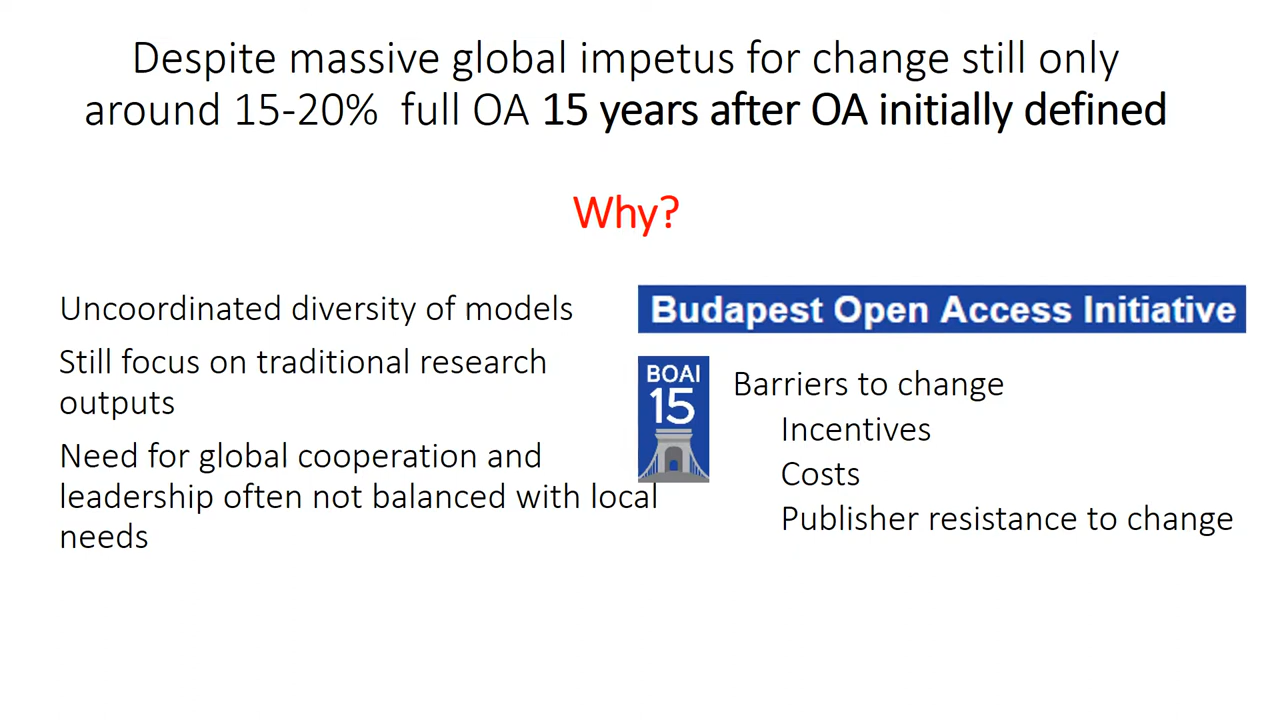 Despite massive global impetus for change still only
around 15-20% full OA 15 years after OA initially defined
Why?
Uncoordinated diversity of models
Still focus on traditional research
outputs
Need for global cooperation and
leadership often not balanced with local
needs
Budapest Open Access Initiative
BOAI
15
Barriers to change
Incentives
Costs
Publisher resistance to change